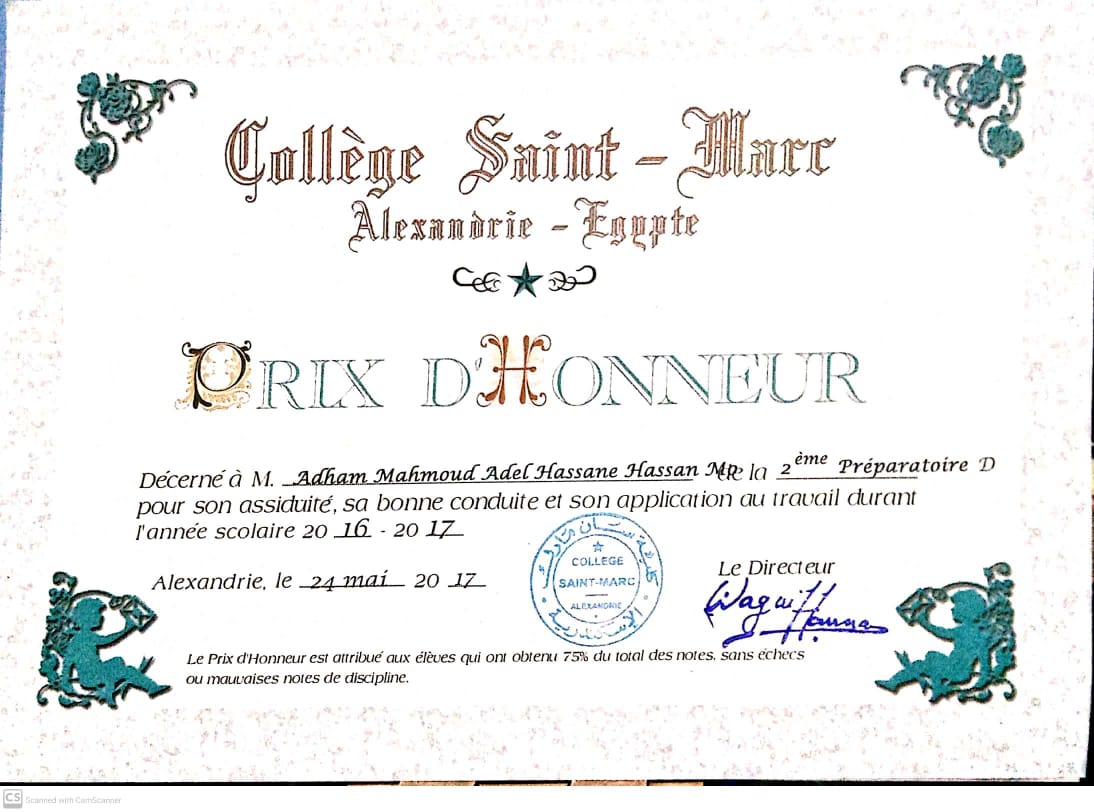 Collège Saint - Marc
Alexandrie - Egypte
PRIX D'HONNEUR
Décerné à M. Adham Mahmoud Adel Hassane Hassan de la 2ème Préparatoire D
pour son assiduité, sa bonne conduite et son application au travail durant
l'année scolaire 20 16 - 20 17
Alexandrie, le 24 mai 20 17
كلية سان مارك
COLLEGE
SAINT-MARC
ALEXANDRIE
الإسكندرية
Le Directeur
Waguih Hanna
Le Prix d'Honneur est attribué aux élèves qui ont obtenu 75% du total des notes, sans échecs
ou mauvaises notes de discipline.
CS Scanned with CamScanner